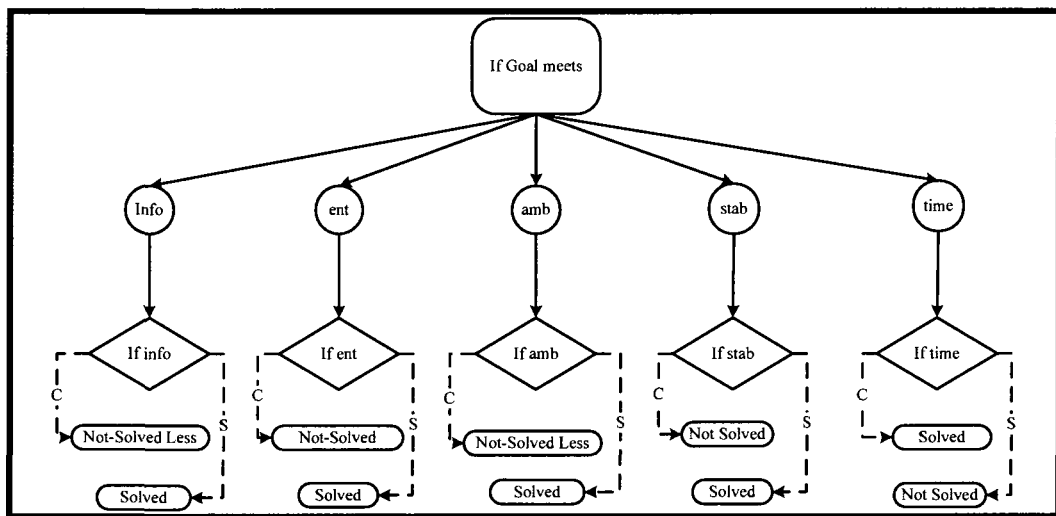 If Goal meets
Info
ent
amb
stab
time
If info
If ent
If amb
If stab
If time
C
S
C
S
C
S
C
S
C
S
Not-Solved Less
Not-Solved
Not-Solved Less
Not Solved
Solved
Solved
Solved
Solved
Solved
Not Solved